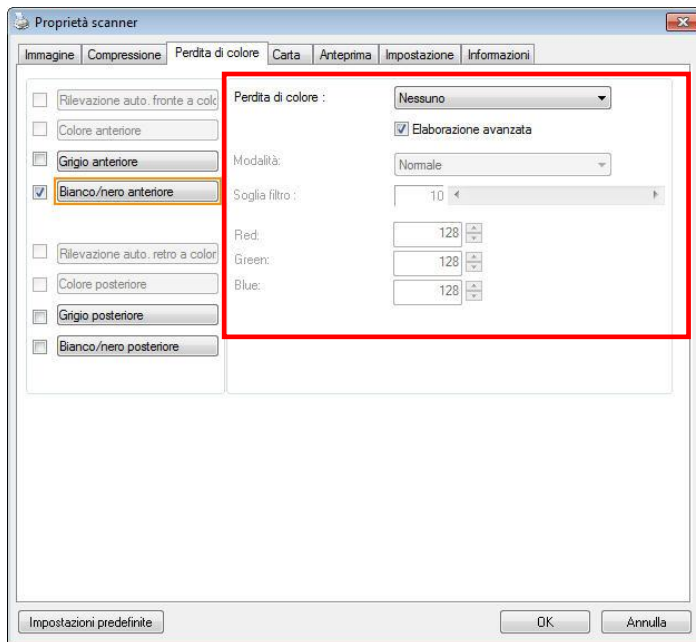 Proprietà scanner
Immagine Compressione Perdita di colore Carta Anteprima Impostazione Informazioni
Rilevazione auto. fronte a colo
Colore anteriore
Grigio anteriore
Bianco/nero anteriore
Rilevazione auto. retro a color
Colore posteriore
Grigio posteriore
Bianco/nero posteriore
Perdita di colore : Nessuno
Elaborazione avanzata
Modalità: Normale
Soglia filtro : 10
Red: 128
Green: 128
Blue: 128
Impostazioni predefinite OK Annulla